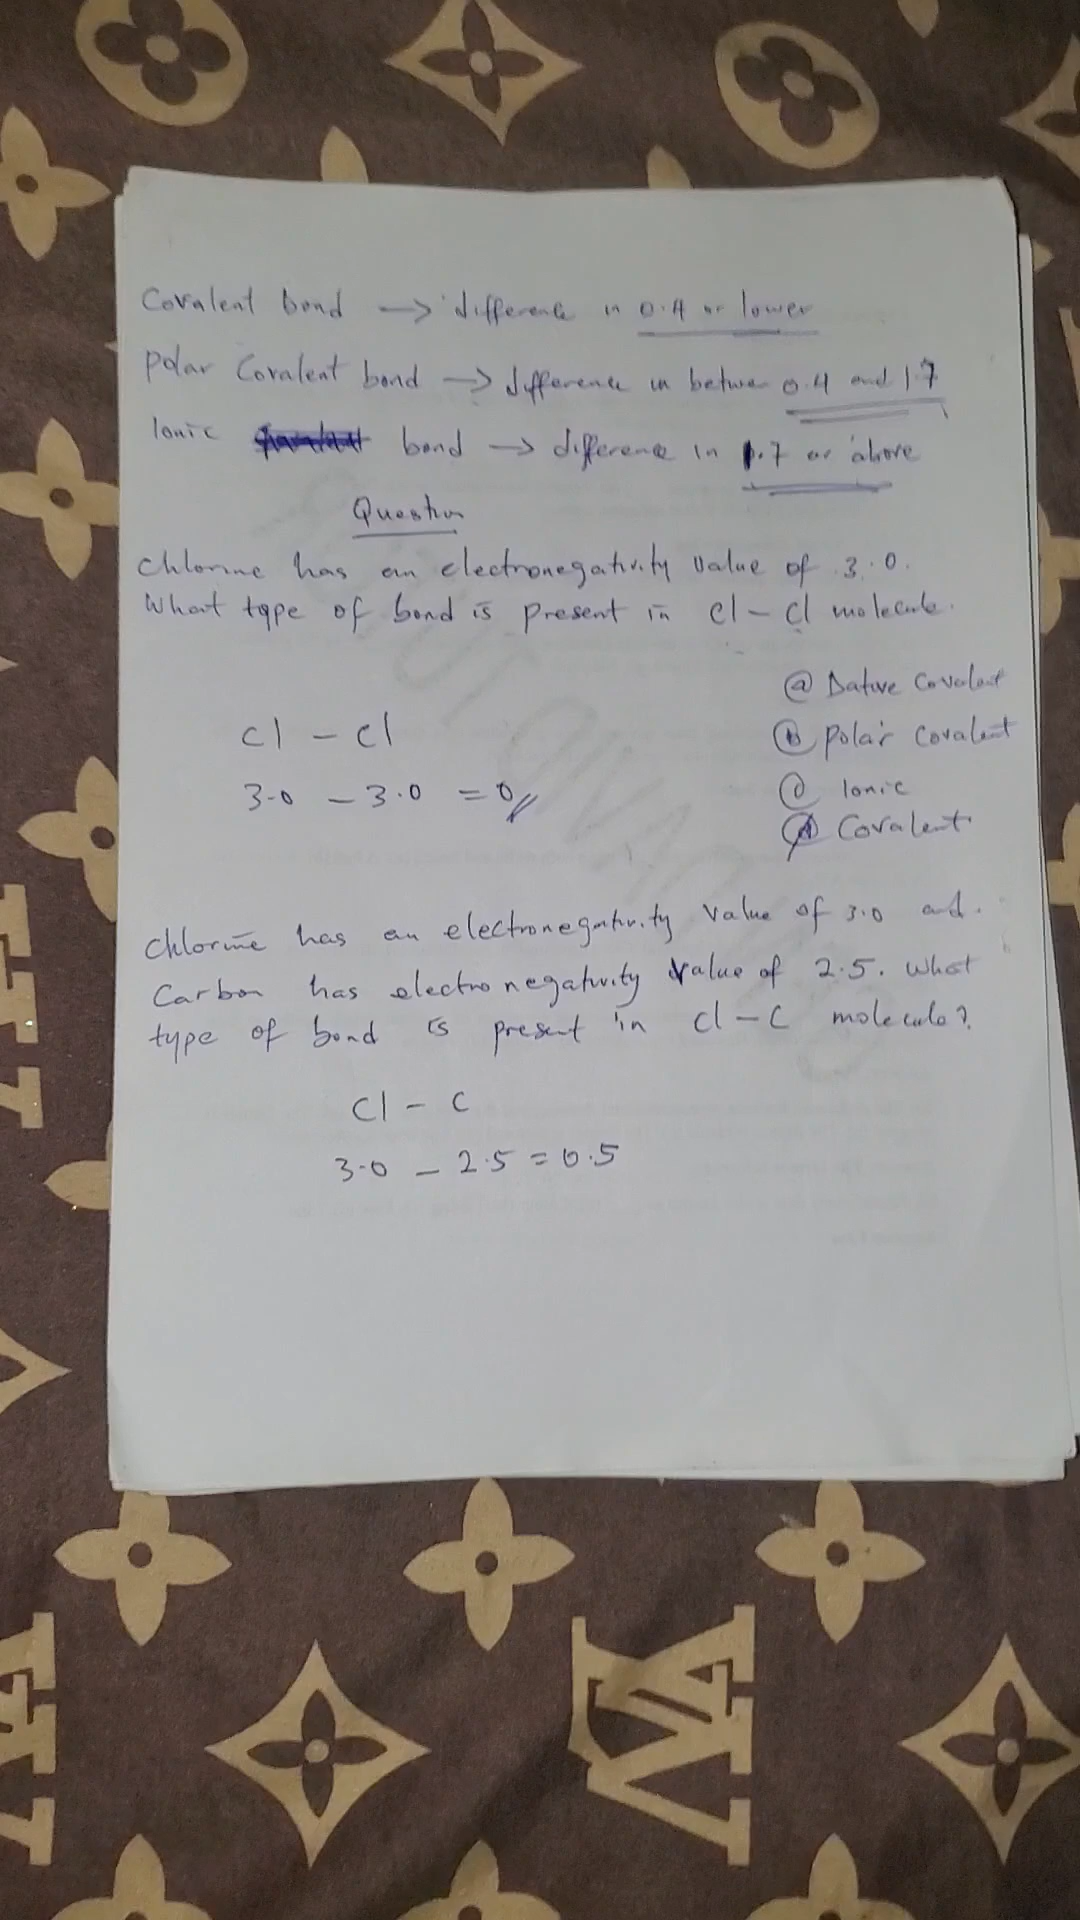 Covalent bond → difference in 0.4 or lower
Polar Covalent bond → difference in between 0.4 and 1.7
Ionic bond → difference in 1.7 or above
Question
Chlorine has an electronegativity value of 3.0.
What type of bond is present in Cl - Cl molecule.
@ Dative Covalent
Cl - Cl
ⓑ polar Covalent
3.0 - 3.0 = 0//
ⓒ Ionic
ⓓ Covalent
Chlorine has an electronegativity value of 3.0 and.
Carbon has electronegativity value of 2.5. What
type of bond is present in Cl - C molecule?
Cl - C
3.0 - 2.5 = 0.5